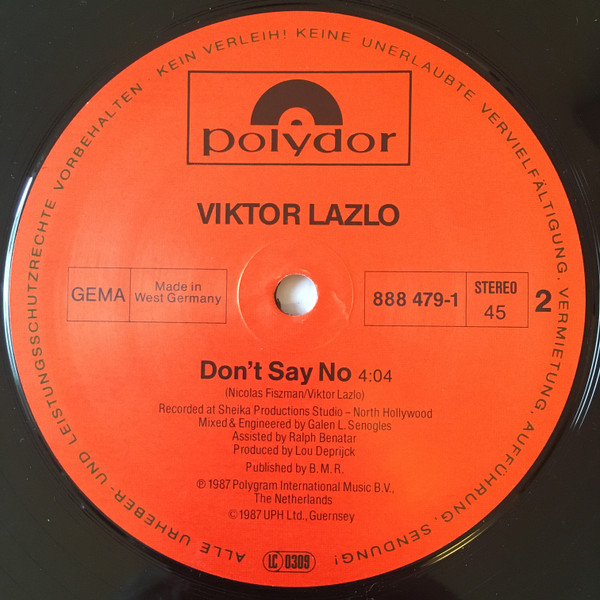 ALLE URHEBER- UND LEISTUNGSSCHUTZRECHTE VORBEHALTEN · KEIN VERLEIH! KEINE UNERLAUBTE VERVIELFÄLTIGUNG, VERMIETUNG, AUFFÜHRUNG, SENDUNG!
polydor
VIKTOR LAZLO
GEMA
Made in
West Germany
888 479-1
STEREO
45
2
Don't Say No 4:04
(Nicolas Fiszman/Viktor Lazlo)
Recorded at Sheika Productions Studio – North Hollywood
Mixed & Engineered by Galen L. Senogles
Assisted by Ralph Benatar
Produced by Lou Deprijck
Published by B. M. R.
℗ 1987 Polygram International Music B.V.,
The Netherlands
© 1987 UPH Ltd., Guernsey
LC 0309